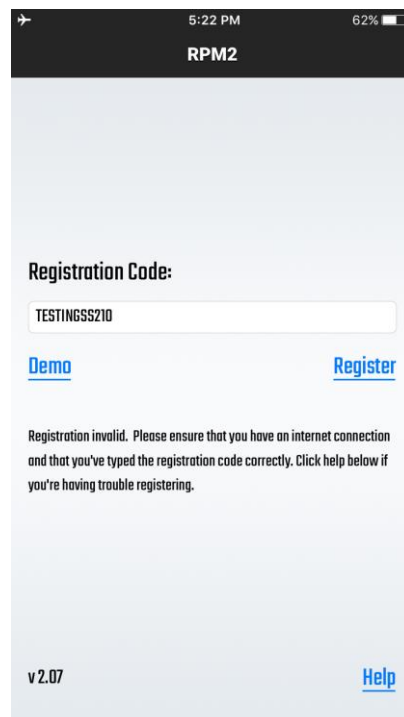 5:22 PM 62%
RPM2
Registration Code:
TESTINGSS210
Demo Register
Registration invalid. Please ensure that you have an internet connection
and that you've typed the registration code correctly. Click help below if
you're having trouble registering.
v 2.07 Help